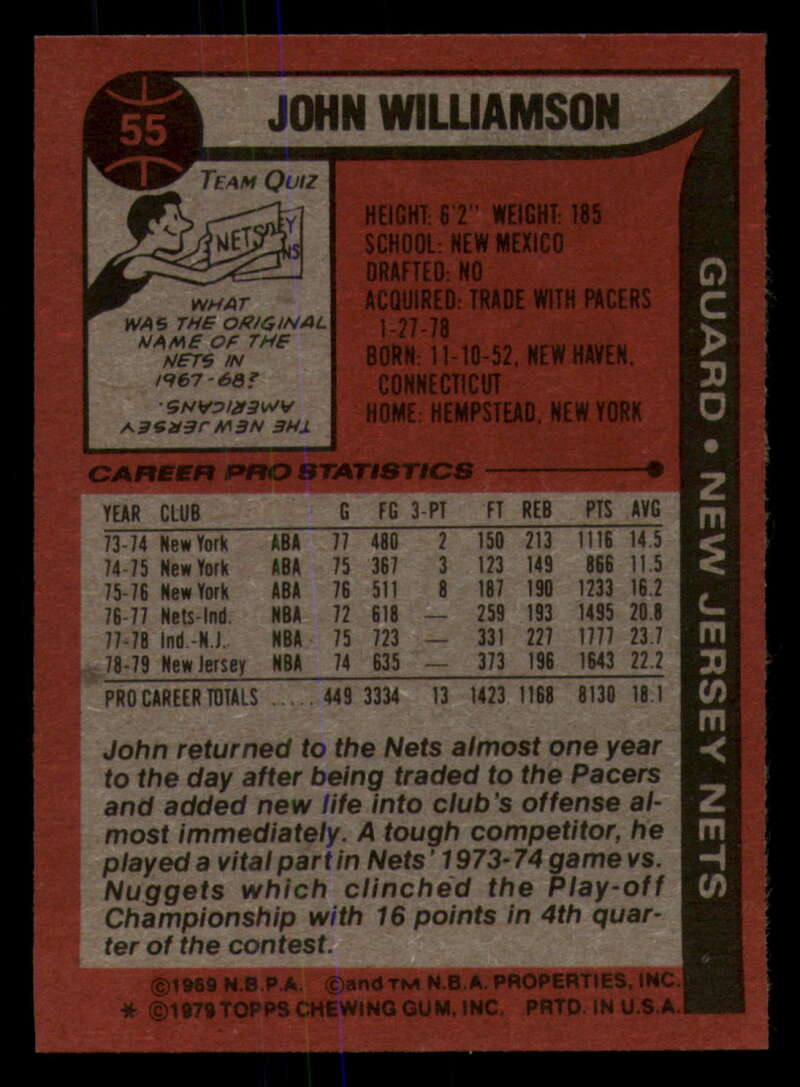 55
JOHN WILLIAMSON
TEAM QUIZ
NETS
EY
NS
WHAT
WAS THE ORIGINAL
NAME OF THE
NETS IN
1967-68?
THE NEW JERSEY
AMERICANS.
HEIGHT: 6'2" WEIGHT: 185
SCHOOL: NEW MEXICO
DRAFTED: NO
ACQUIRED: TRADE WITH PACERS
1-27-78
BORN: 11-10-52, NEW HAVEN,
CONNECTICUT
HOME: HEMPSTEAD, NEW YORK
GUARD • NEW JERSEY NETS
CAREER PRO STATISTICS
YEAR CLUB G FG 3-PT FT REB PTS AVG
73-74 New York ABA 77 480 2 150 213 1116 14.5
74-75 New York ABA 75 367 3 123 149 866 11.5
75-76 New York ABA 76 511 8 187 190 1233 16.2
76-77 Nets-Ind. NBA 72 618 — 259 193 1495 20.8
77-78 Ind.-N.J. NBA 75 723 — 331 227 1777 23.7
78-79 New Jersey NBA 74 635 — 373 196 1643 22.2
PRO CAREER TOTALS ..... 449 3334 13 1423 1168 8130 18.1
John returned to the Nets almost one year
to the day after being traded to the Pacers
and added new life into club's offense al-
most immediately. A tough competitor, he
played a vital part in Nets' 1973-74 game vs.
Nuggets which clinched the Play-off
Championship with 16 points in 4th quar-
ter of the contest.
©1969 N.B.P.A. ©and TM N.B.A. PROPERTIES, INC.
* ©1979 TOPPS CHEWING GUM, INC. PRTD. IN U.S.A.